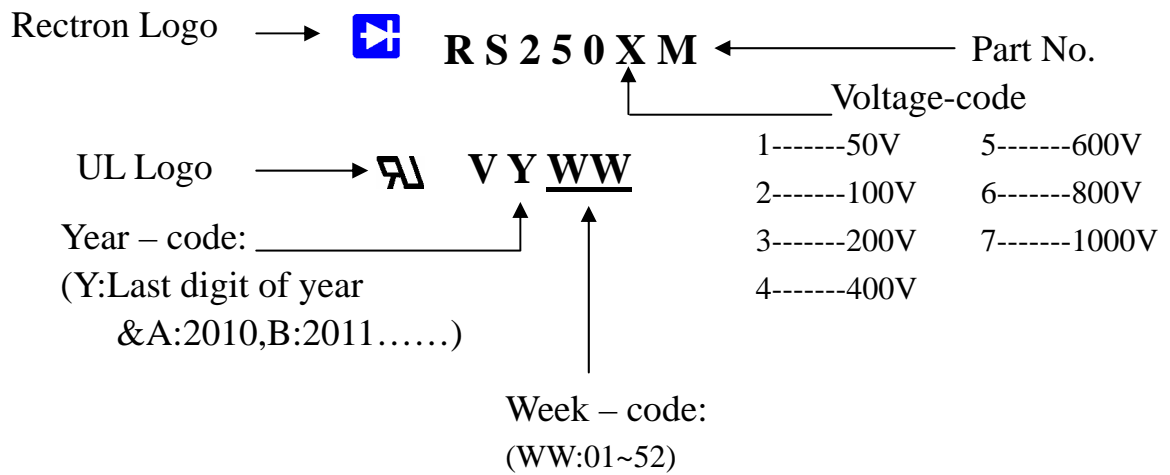 Rectron Logo
RS250XM
Part No.
Voltage-code
1-------50V 5-------600V
UL Logo
VYWW
2-------100V 6-------800V
Year – code:
3-------200V 7-------1000V
(Y:Last digit of year
4-------400V
&A:2010,B:2011……)
Week – code:
(WW:01~52)